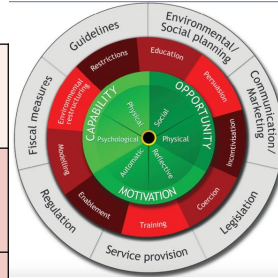 Guidelines
Environmental/
Social planning
Communication/
Marketing
Legislation
Service provision
Regulation
Fiscal measures
Restrictions
Education
Persuasion
Incentivisation
Coercion
Training
Enablement
Modelling
Environmental
restructuring
CAPABILITY
OPPORTUNITY
MOTIVATION
Physical
Social
Psychological
Physical
Automatic
Reflective